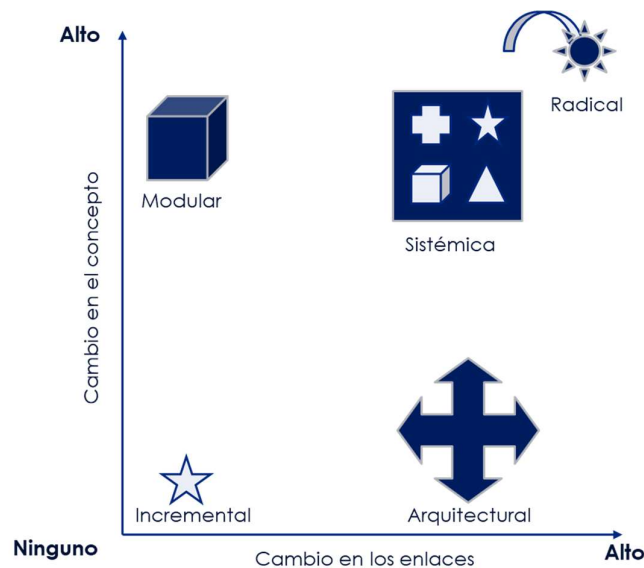 Alto
Radical
Modular
Sistémica
Cambio en el concepto
Incremental
Arquitectural
Ninguno
Cambio en los enlaces
Alto